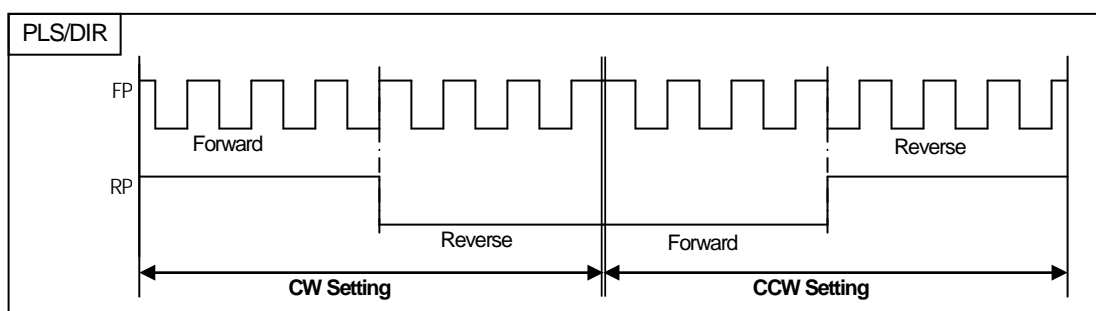 PLS/DIR
FP
Forward
Reverse
RP
Reverse
Forward
CW Setting
CCW Setting